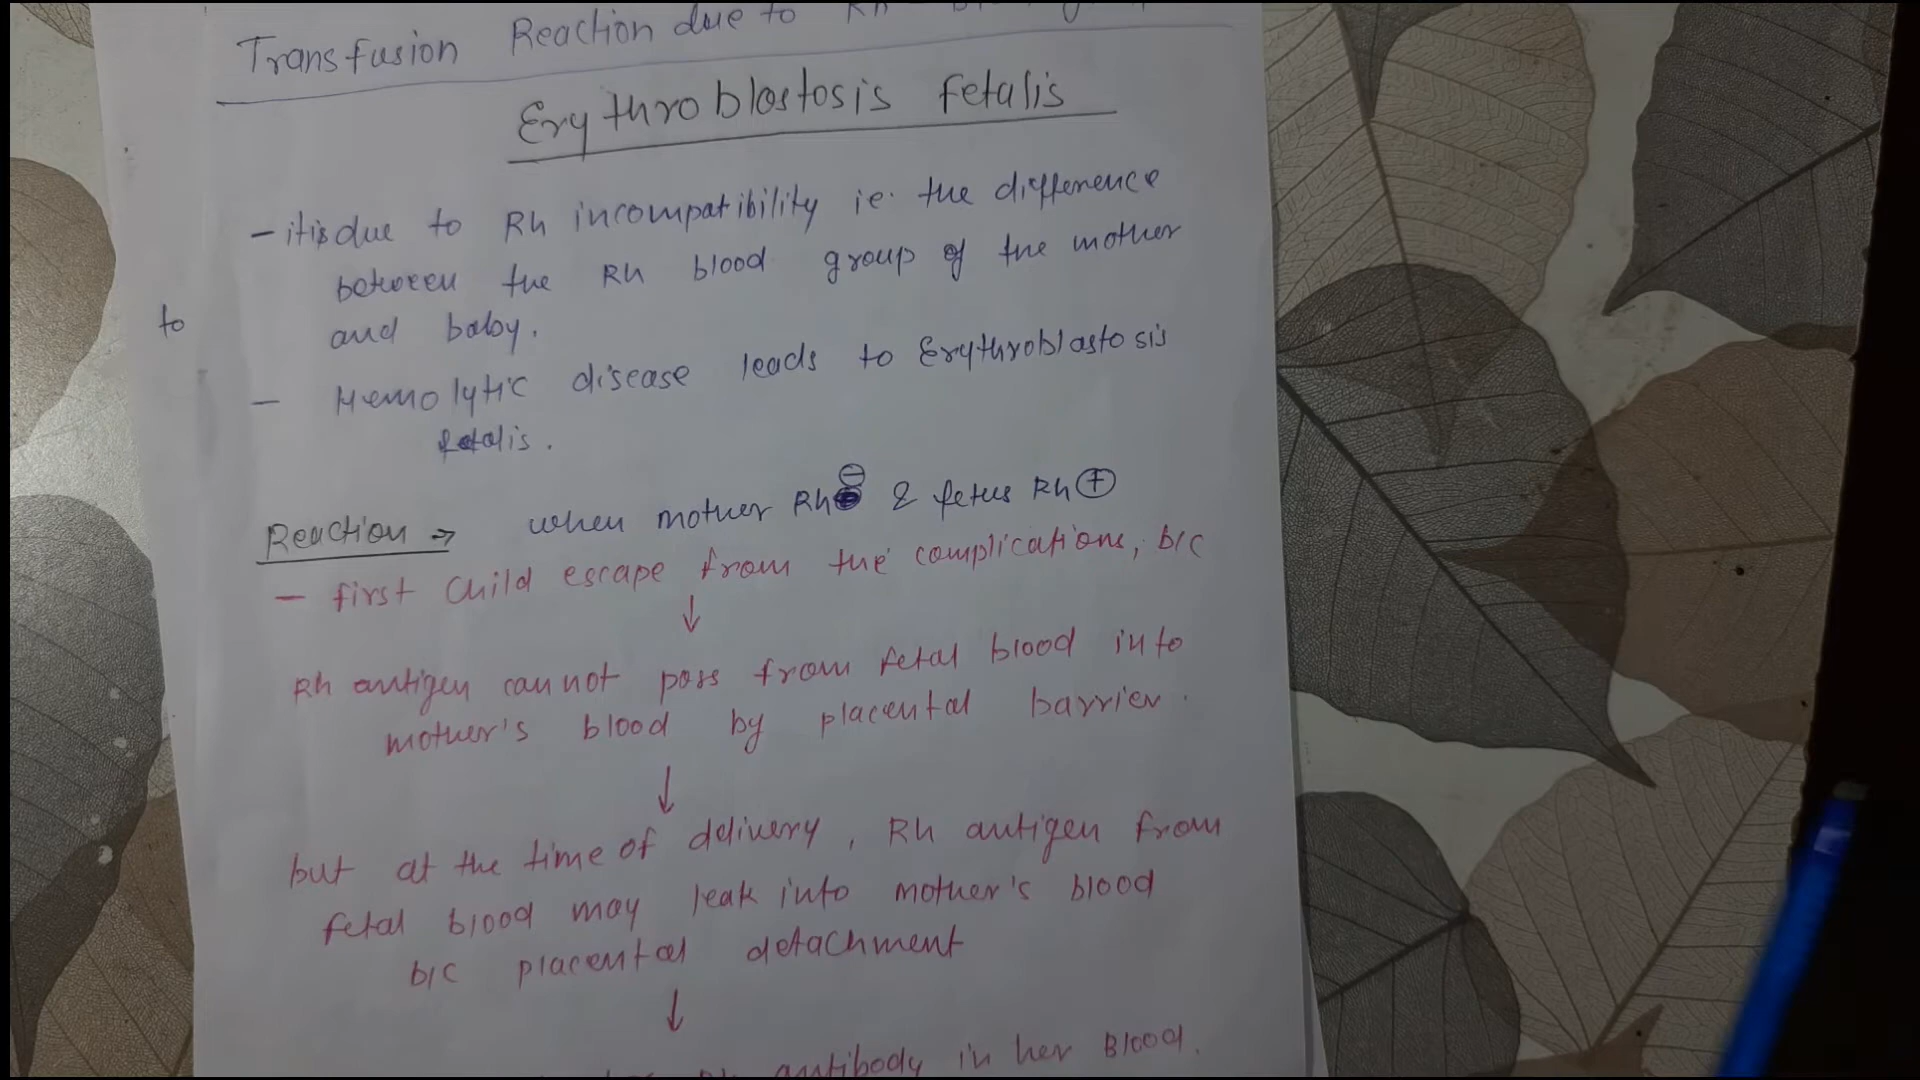 Transfusion Reaction due to Rh
Erythroblastosis fetalis
- it is due to Rh incompatibility ie. the difference
between the Rh blood group of the mother
to
and baby.
- Hemolytic disease leads to Erythroblastosis
fetalis.
Reaction → when mother Rh⊖ & fetus Rh⊕
- first child escape from the complications, b/c
↓
Rh antigen cannot pass from fetal blood into
mother's blood by placental barrier.
↓
but at the time of delivery, Rh antigen from
fetal blood may leak into mother's blood
b/c placental detachment
↓
antibody in her Blood.